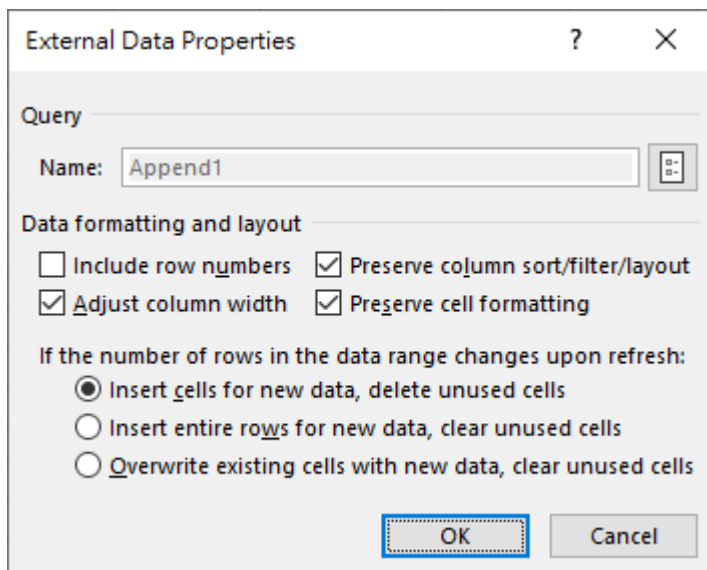 External Data Properties
Query
Name: Append1
Data formatting and layout
Include row numbers Preserve column sort/filter/layout
Adjust column width Preserve cell formatting
If the number of rows in the data range changes upon refresh:
Insert cells for new data, delete unused cells
Insert entire rows for new data, clear unused cells
Overwrite existing cells with new data, clear unused cells
OK Cancel